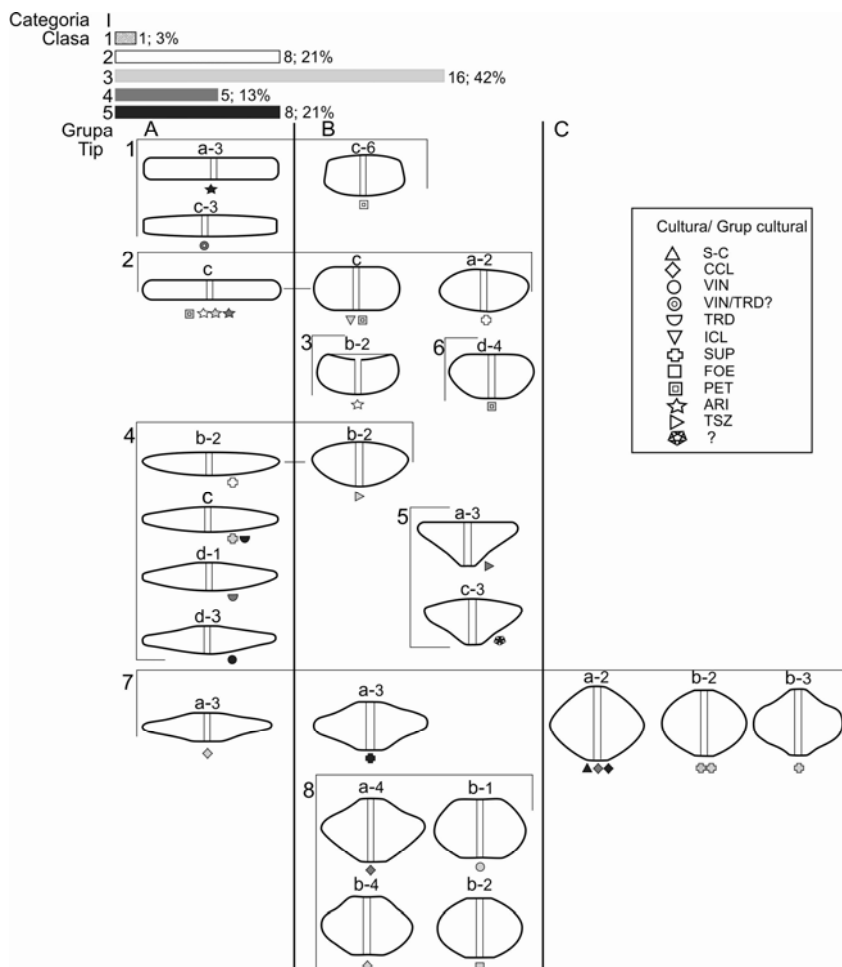 Categoria I
Clasa 1 1; 3%
2 8; 21%
3 16; 42%
4 5; 13%
5 8; 21%
Grupa A B C
Tip 1 a-3 c-6
c-3
2 c c a-2
3 b-2 6 d-4
4 b-2 b-2
c
5 a-3
d-1
c-3
d-3
7 a-3 a-3 a-2 b-2 b-3
8 a-4 b-1
b-4 b-2
Cultura/ Grup cultural
S-C
CCL
VIN
VIN/TRD?
TRD
ICL
SUP
FOE
PET
ARI
TSZ
?